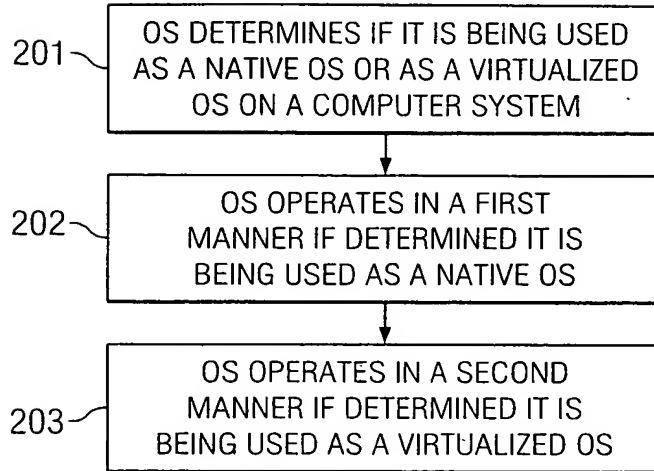 201
OS DETERMINES IF IT IS BEING USED
AS A NATIVE OS OR AS A VIRTUALIZED
OS ON A COMPUTER SYSTEM
202
OS OPERATES IN A FIRST
MANNER IF DETERMINED IT IS
BEING USED AS A NATIVE OS
203
OS OPERATES IN A SECOND
MANNER IF DETERMINED IT IS
BEING USED AS A VIRTUALIZED OS